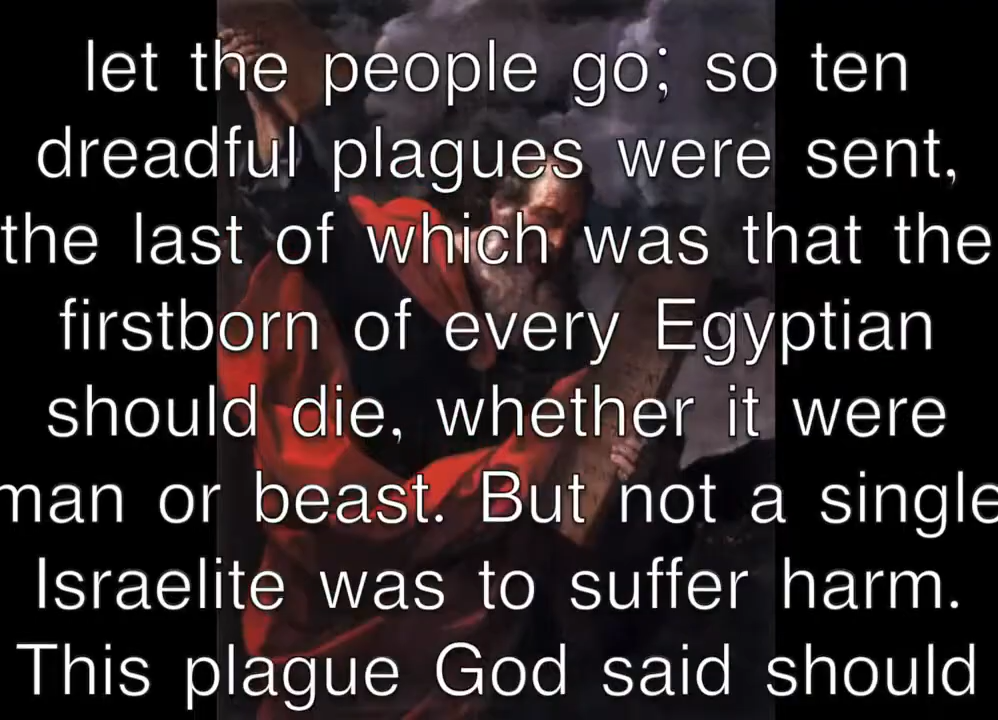 let the people go; so ten
dreadful plagues were sent,
the last of which was that the
firstborn of every Egyptian
should die, whether it were
man or beast. But not a single
Israelite was to suffer harm.
This plague God said should